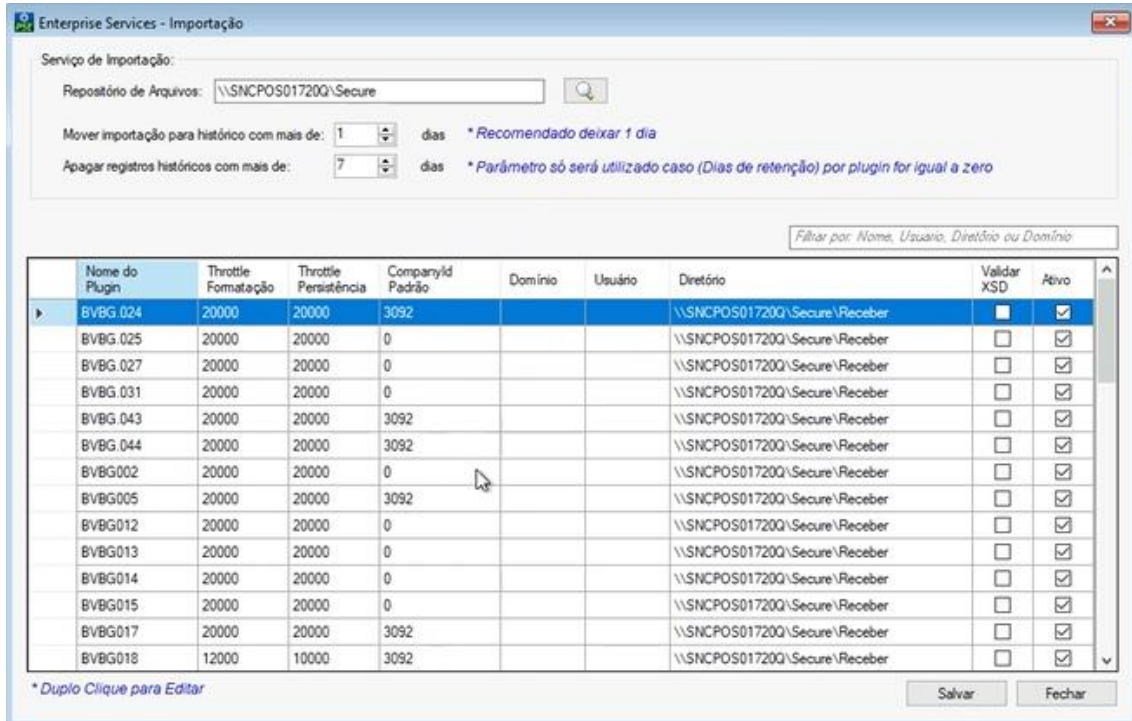 Enterprise Services - Importação
Serviço de Importação:
Repositório de Arquivos: \\SNCPOS01720Q\Secure
Mover importação para histórico com mais de: 1 dias * Recomendado deixar 1 dia
Apagar registros históricos com mais de: 7 dias * Parâmetro só será utilizado caso (Dias de retenção) por plugin for igual a zero
Filtrar por: Nome, Usuario, Diretório ou Domínio
Nome do Plugin Throttle Formatação Throttle Persistência CompanyId Padrão Domínio Usuário Diretório Validar XSD Ativo
BVBG.024 20000 20000 3092 \\SNCPOS01720Q\Secure\Receber
BVBG.025 20000 20000 0 \\SNCPOS01720Q\Secure\Receber
BVBG.027 20000 20000 0 \\SNCPOS01720Q\Secure\Receber
BVBG.031 20000 20000 0 \\SNCPOS01720Q\Secure\Receber
BVBG.043 20000 20000 3092 \\SNCPOS01720Q\Secure\Receber
BVBG.044 20000 20000 3092 \\SNCPOS01720Q\Secure\Receber
BVBG002 20000 20000 0 \\SNCPOS01720Q\Secure\Receber
BVBG005 20000 20000 3092 \\SNCPOS01720Q\Secure\Receber
BVBG012 20000 20000 0 \\SNCPOS01720Q\Secure\Receber
BVBG013 20000 20000 0 \\SNCPOS01720Q\Secure\Receber
BVBG014 20000 20000 0 \\SNCPOS01720Q\Secure\Receber
BVBG015 20000 20000 0 \\SNCPOS01720Q\Secure\Receber
BVBG017 20000 20000 3092 \\SNCPOS01720Q\Secure\Receber
BVBG018 12000 10000 3092 \\SNCPOS01720Q\Secure\Receber
* Duplo Clique para Editar
Salvar Fechar